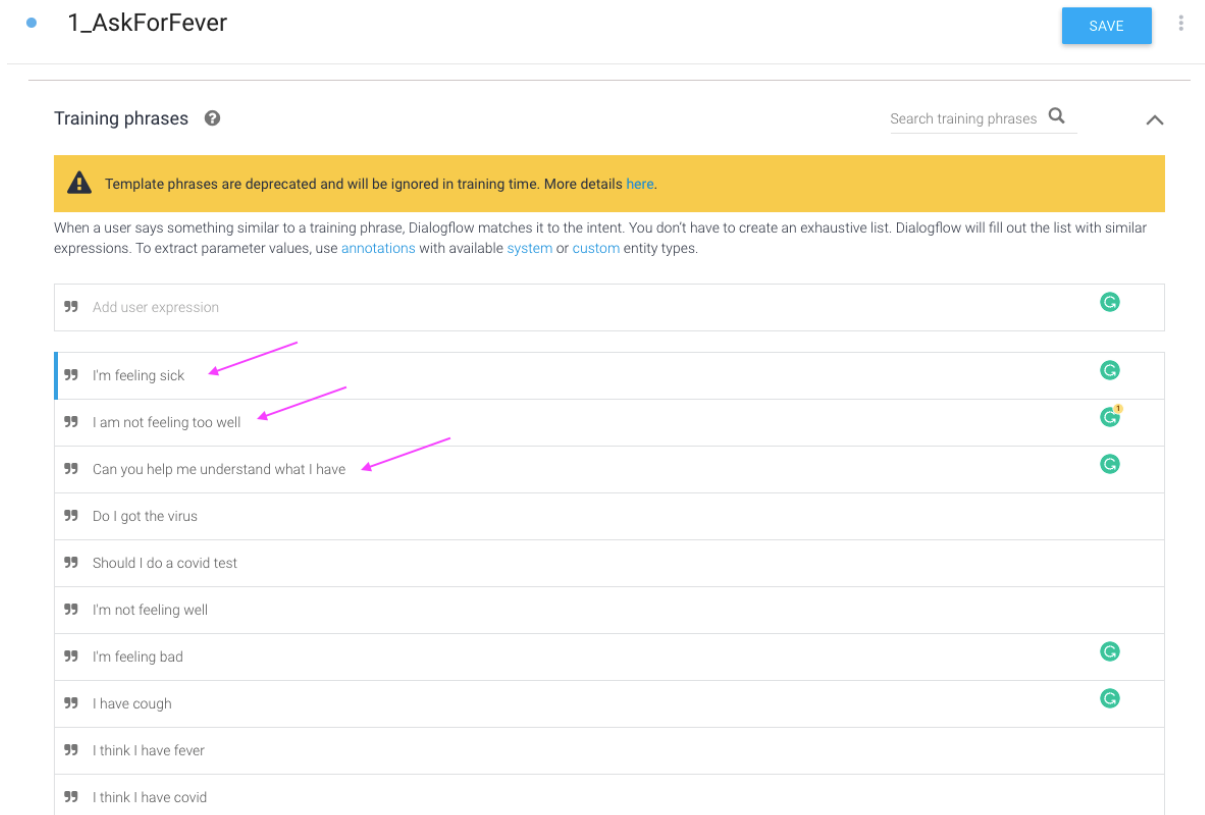 1_AskForFever
SAVE
Training phrases
Search training phrases
Template phrases are deprecated and will be ignored in training time. More details here.
When a user says something similar to a training phrase, Dialogflow matches it to the intent. You don't have to create an exhaustive list. Dialogflow will fill out the list with similar
expressions. To extract parameter values, use annotations with available system or custom entity types.
Add user expression
I'm feeling sick
I am not feeling too well
1
Can you help me understand what I have
Do I got the virus
Should I do a covid test
I'm not feeling well
I'm feeling bad
I have cough
I think I have fever
I think I have covid